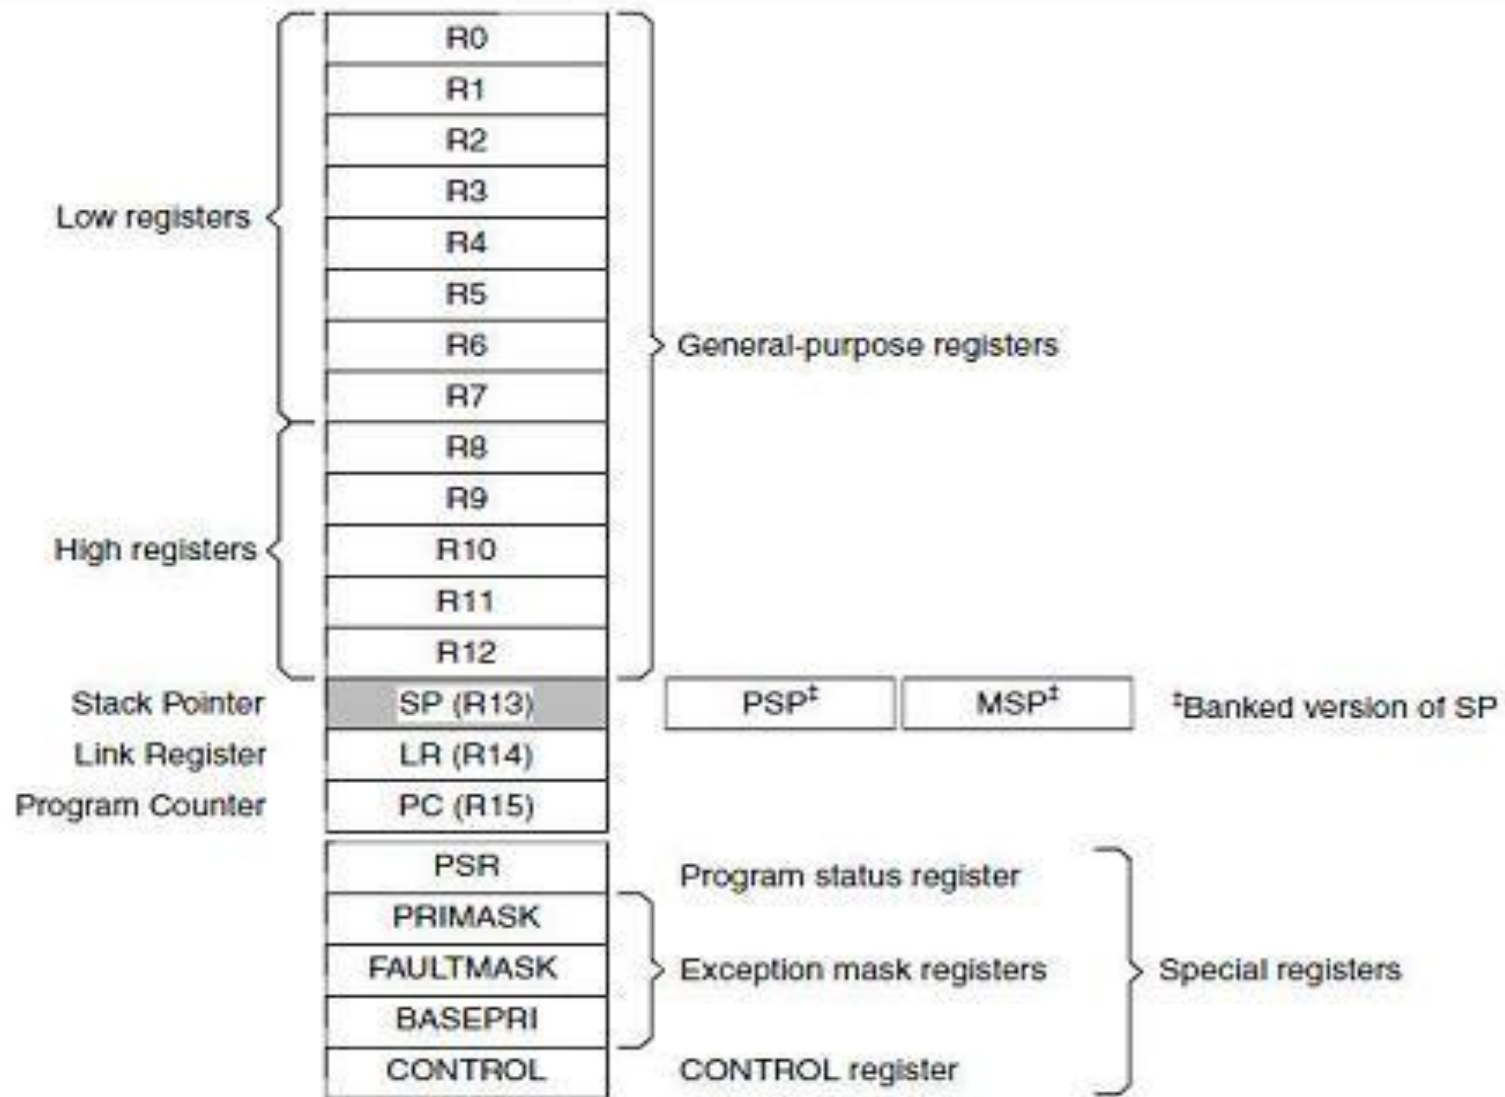 R0
R1
R2
R3
Low registers
R4
R5
R6
General-purpose registers
R7
R8
R9
High registers
R10
R11
R12
Stack Pointer SP (R13) PSP‡ MSP‡ ‡Banked version of SP
Link Register LR (R14)
Program Counter PC (R15)
PSR Program status register
PRIMASK
FAULTMASK Exception mask registers Special registers
BASEPRI
CONTROL CONTROL register